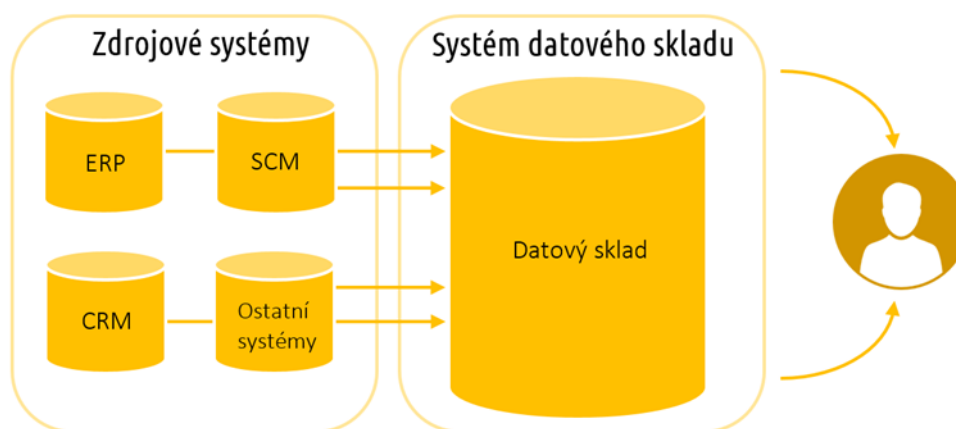 Zdrojové systémy
Systém datového skladu
ERP
SCM
CRM
Ostatní
systémy
Datový sklad